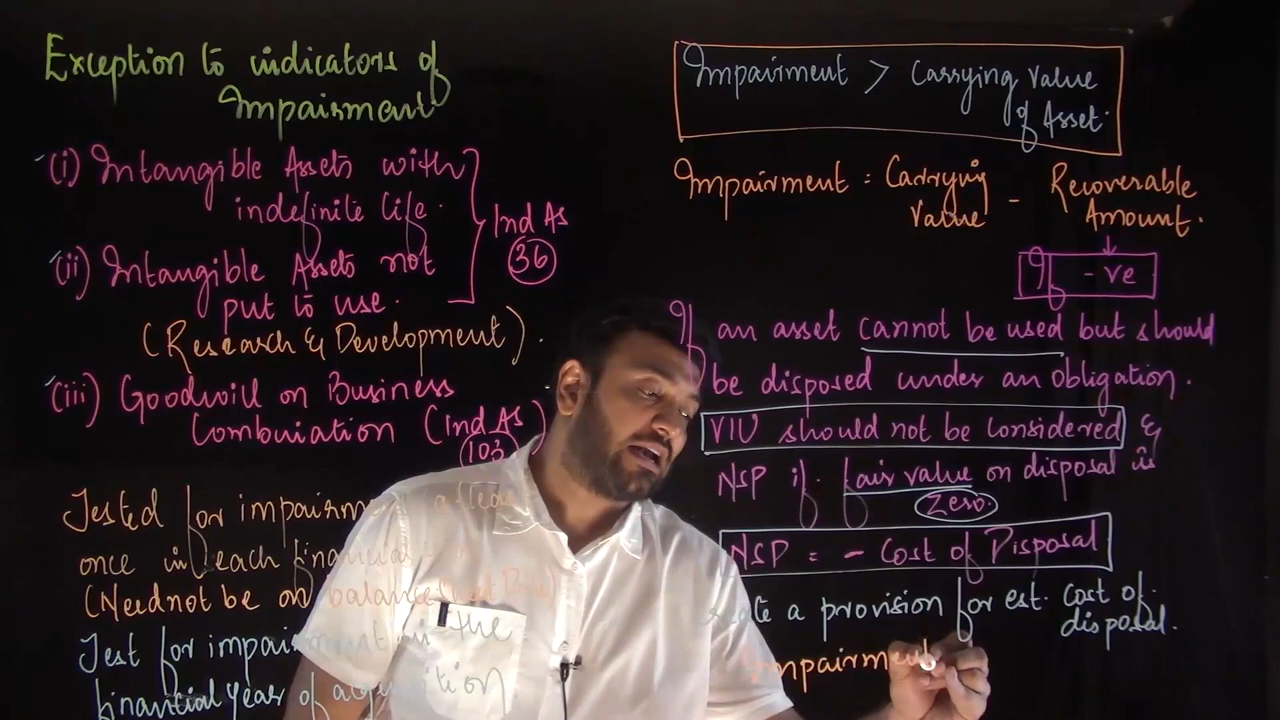 Exception to indicators of
Impairment
(i) Intangible Assets with
indefinite life.
(ii) Intangible Assets not
put to use.
Ind AS
36
(Research & Development).
(iii) Goodwill on Business
Combination (Ind AS
103)
Tested for impairment atleast
once in each financial
(Need not be on balance sheet Date)
Test for impairment in the
financial year of acquisition
Impairment > Carrying value
of Asset.
Impairment = Carrying value - Recoverable Amount.
If -ve
If an asset cannot be used but should
be disposed under an obligation.
VIU should not be considered &
NSP if fair value on disposal is
Zero.
NSP = - Cost of Disposal
a provision for est. cost of
disposal.
Impairment